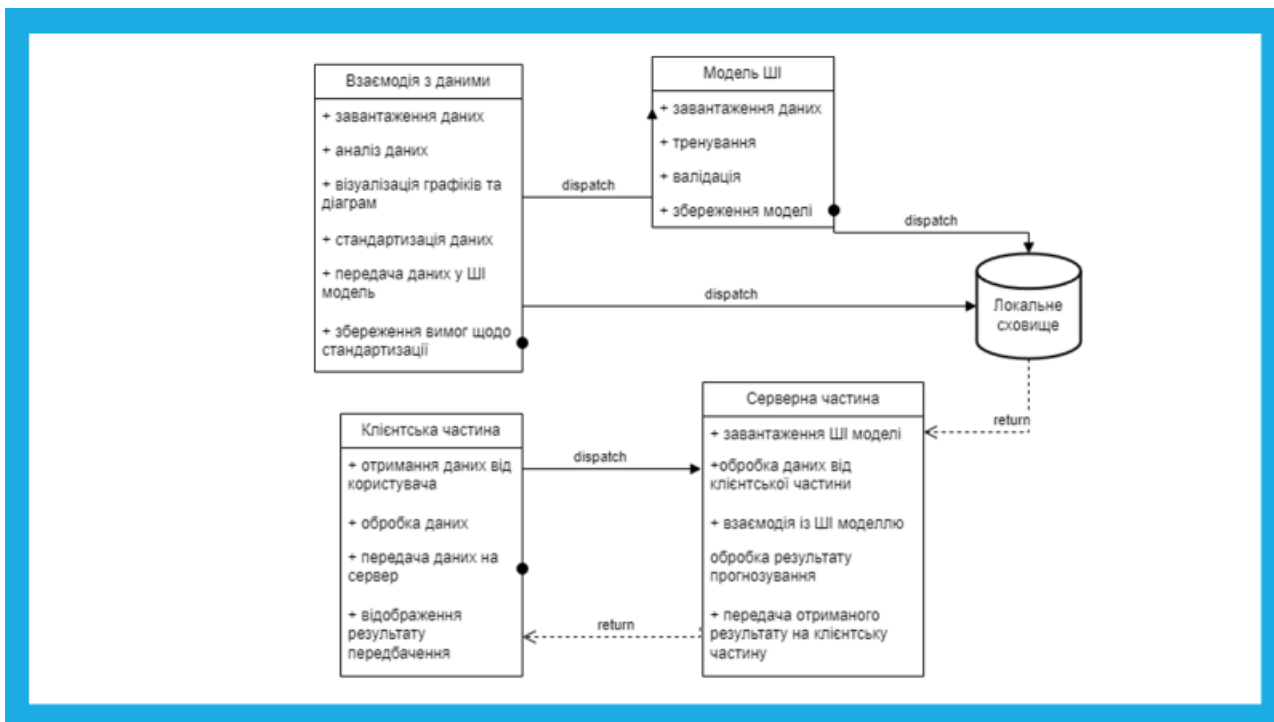 Взаємодія з даними
+ завантаження даних
+ аналіз даних
+ візуалізація графіків та
діаграм
+ стандартизація даних
+ передача даних у ШІ
модель
+ збереження вимог щодо
стандартизації
dispatch
Модель ШІ
+ завантаження даних
+ тренування
+ валідація
+ збереження моделі
dispatch
dispatch
Локальне
сховище
return
Клієнтська частина
+ отримання даних від
користувача
+ обробка даних
+ передача даних на
сервер
+ відображення
результату
передбачення
dispatch
return
Серверна частина
+ завантаження ШІ моделі
+обробка даних від
клієнтської частини
+ взаємодія із ШІ моделлю
обробка результату
прогнозування
+ передача отриманого
результату на клієнтську
частину